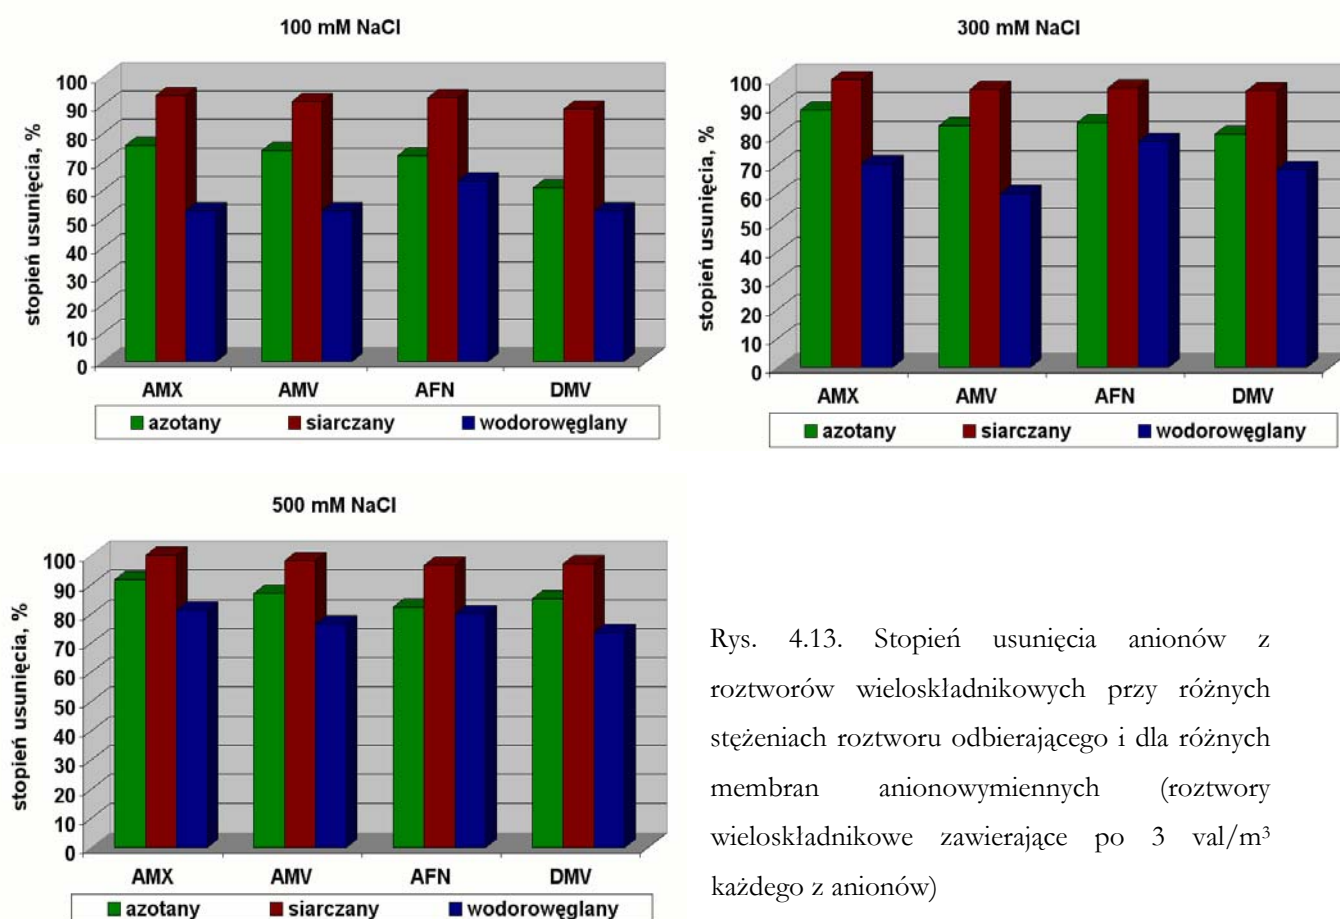 100 mM NaCl
stopień usunięcia, %
100
90
80
70
60
50
40
30
20
10
0
AMX AMV AFN DMV
azotany siarczany wodorowęglany
300 mM NaCl
stopień usunięcia, %
100
90
80
70
60
50
40
30
20
10
0
AMX AMV AFN DMV
azotany siarczany wodorowęglany
500 mM NaCl
stopień usunięcia, %
100
90
80
70
60
50
40
30
20
10
0
AMX AMV AFN DMV
azotany siarczany wodorowęglany
Rys. 4.13. Stopień usunięcia anionów z
roztworów wieloskładnikowych przy różnych
stężeniach roztworu odbierającego i dla różnych
membran anionowymiennych (roztwory
wieloskładnikowe zawierające po 3 val/m³
każdego z anionów)